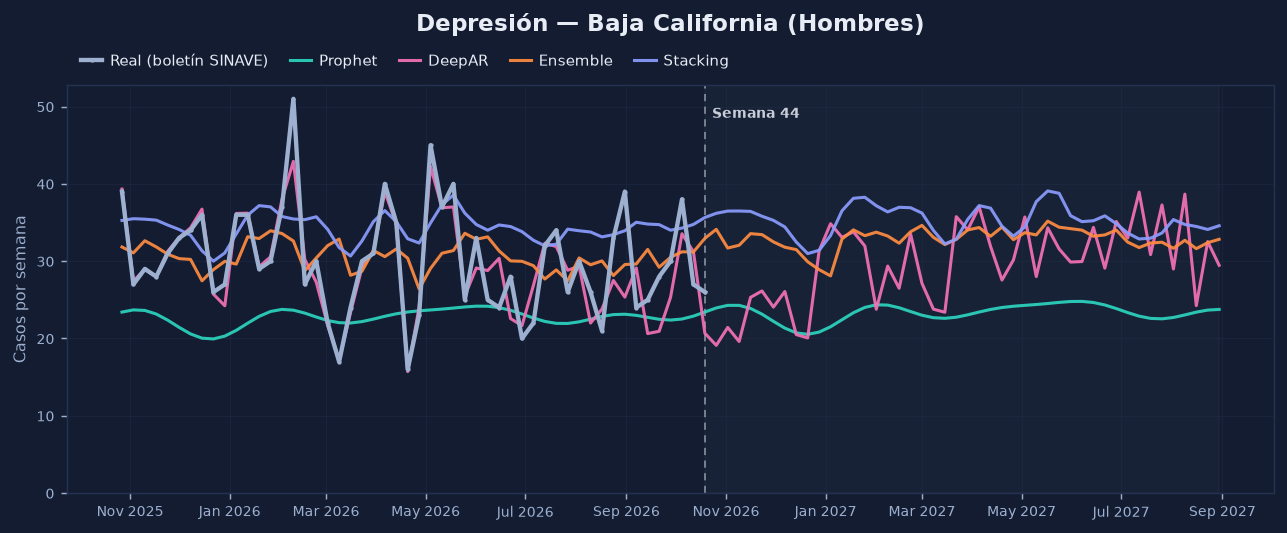 Depresión — Baja California (Hombres)
Real (boletín SINAVE) Prophet DeepAR Ensemble Stacking
Semana 44
Casos por semana
50
40
30
20
10
0
Nov 2025 Jan 2026 Mar 2026 May 2026 Jul 2026 Sep 2026 Nov 2026 Jan 2027 Mar 2027 May 2027 Jul 2027 Sep 2027